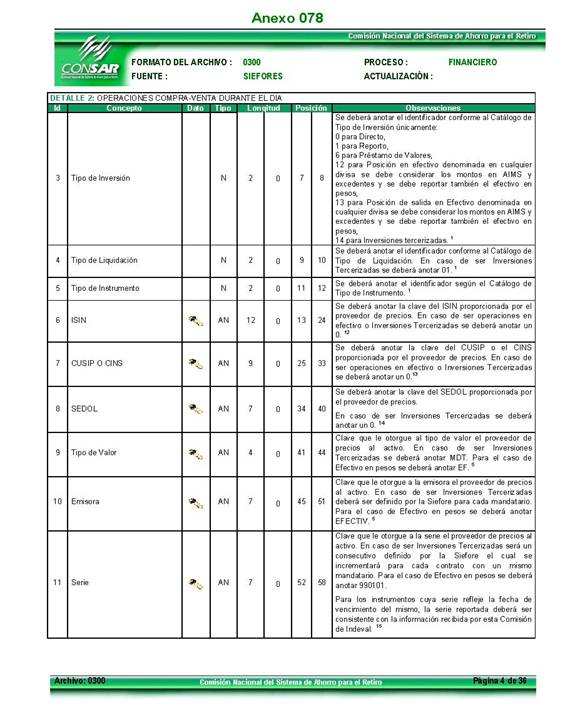 Anexo 078
Comisión Nacional del Sistema de Ahorro para el Retiro
CONSAR
FORMATO DEL ARCHIVO : 0300 PROCESO : FINANCIERO
FUENTE : SIEFORES ACTUALIZACIÒN :
DETALLE 2: OPERACIONES COMPRA-VENTA DURANTE EL DIA
Id Concepto Dato Tipo Longitud Posición Observaciones
3 Tipo de Inversión N 2 0 7 8
Se deberá anotar el identificador conforme al Catálogo de
Tipo de Inversión únicamente:
0 para Directo,
1 para Reporto,
6 para Préstamo de Valores,
12 para Posición en efectivo denominada en cualquier
divisa se debe considerar los montos en AIMS y
excedentes y se debe reportar también el efectivo en
pesos,
13 para Posición de salida en Efectivo denominada en
cualquier divisa se debe considerar los montos en AIMS y
excedentes y se debe reportar también el efectivo en
pesos,
14 para Inversiones tercerizadas. 1
4 Tipo de Liquidación N 2 0 9 10
Se deberá anotar el identificador conforme al Catálogo de
Tipo de Liquidación. En caso de ser Inversiones
Tercerizadas se deberá anotar 01. 1
5 Tipo de Instrumento N 2 0 11 12
Se deberá anotar el identificador según el Catálogo de
Tipo de Instrumento. 1
6 ISIN AN 12 0 13 24
Se deberá anotar la clave del ISIN proporcionada por el
proveedor de precios. En caso de ser operaciones en
efectivo o Inversiones Tercerizadas se deberá anotar un
0. 12
7 CUSIP O CINS AN 9 0 25 33
Se deberá anotar la clave del CUSIP o el CINS
proporcionada por el proveedor de precios. En caso de
ser operaciones en efectivo o Inversiones Tercerizadas
se deberá anotar un 0.13
8 SEDOL AN 7 0 34 40
Se deberá anotar la clave del SEDOL proporcionada por
el proveedor de precios.
En caso de ser Inversiones Tercerizadas se deberá
anotar un 0. 14
9 Tipo de Valor AN 4 0 41 44
Clave que le otorgue al tipo de valor el proveedor de
precios al activo. En caso de ser Inversiones
Tercerizadas se deberá anotar MDT. Para el caso de
Efectivo en pesos se deberá anotar EF.
10 Emisora AN 7 0 45 51
Clave que le otorgue a la emisora el proveedor de precios
al activo. En caso de ser Inversiones Tercerizadas
deberá ser definido por la Siefore para cada mandatario.
Para el caso de Efectivo en pesos se deberá anotar
EFECTIV.
11 Serie AN 7 0 52 58
Clave que le otorgue a la serie el proveedor de precios al
activo. En caso de ser Inversiones Tercerizadas será un
consecutivo definido por la Siefore el cual se
incrementará para cada contrato con un mismo
mandatario. Para el caso de Efectivo en pesos se deberá
anotar 990101.
Para los instrumentos cuya serie refleje la fecha de
vencimiento del mismo, la serie reportada deberá ser
consistente con la información recibida por esta Comisión
de Indeval. 15
Archivo: 0300 Comisión Nacional del Sistema de Ahorro para el Retiro Página 4 de 36